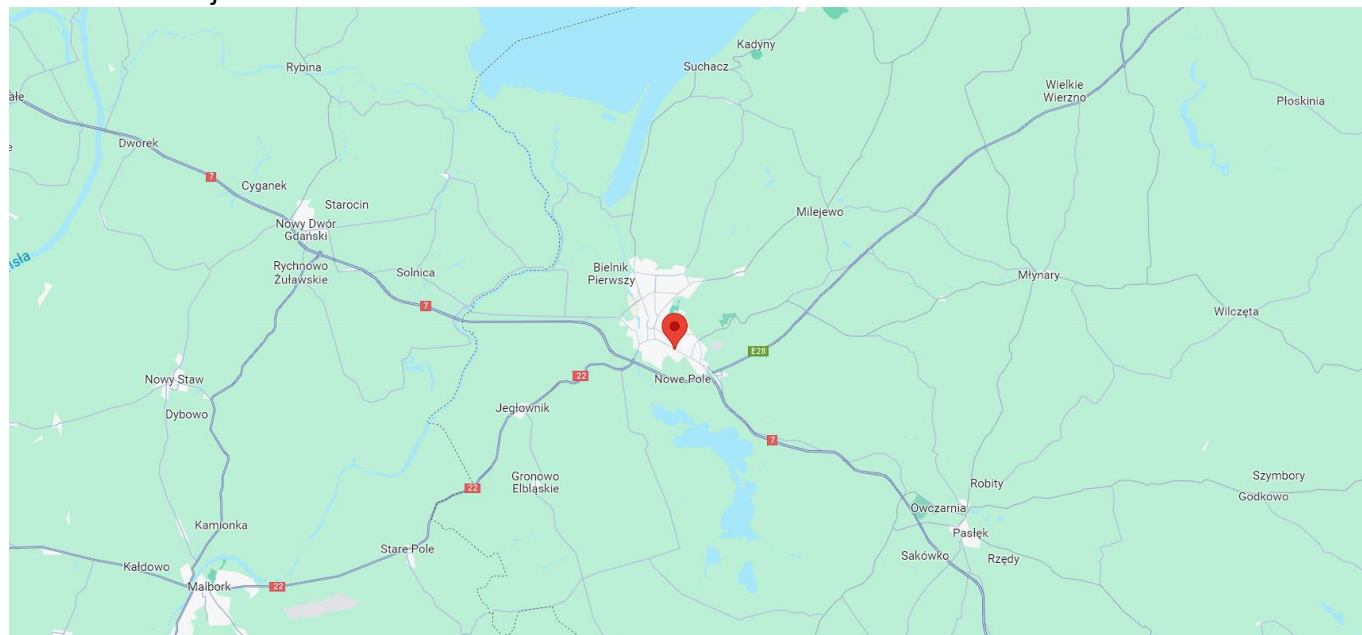 Kadyny
Suchacz
Rybina
Wielkie
Wierzno
Płoskinia
Dworek
7
Cyganek
Starocin
Milejewo
Nowy Dwór
Gdański
Rychnowo
Żuławskie
Solnica
Bielnik
Pierwszy
Młynary
7
Wilczęta
E28
22
Nowe Pole
Nowy Staw
Dybowo
Jegłownik
7
Gronowo
Elbląskie
22
Szymbory
Robity
Godkowo
Owczarnia
Kamionka
Pasłęk
Stare Pole
Sakówko
Rzędy
Kałdowo
Malbork
22